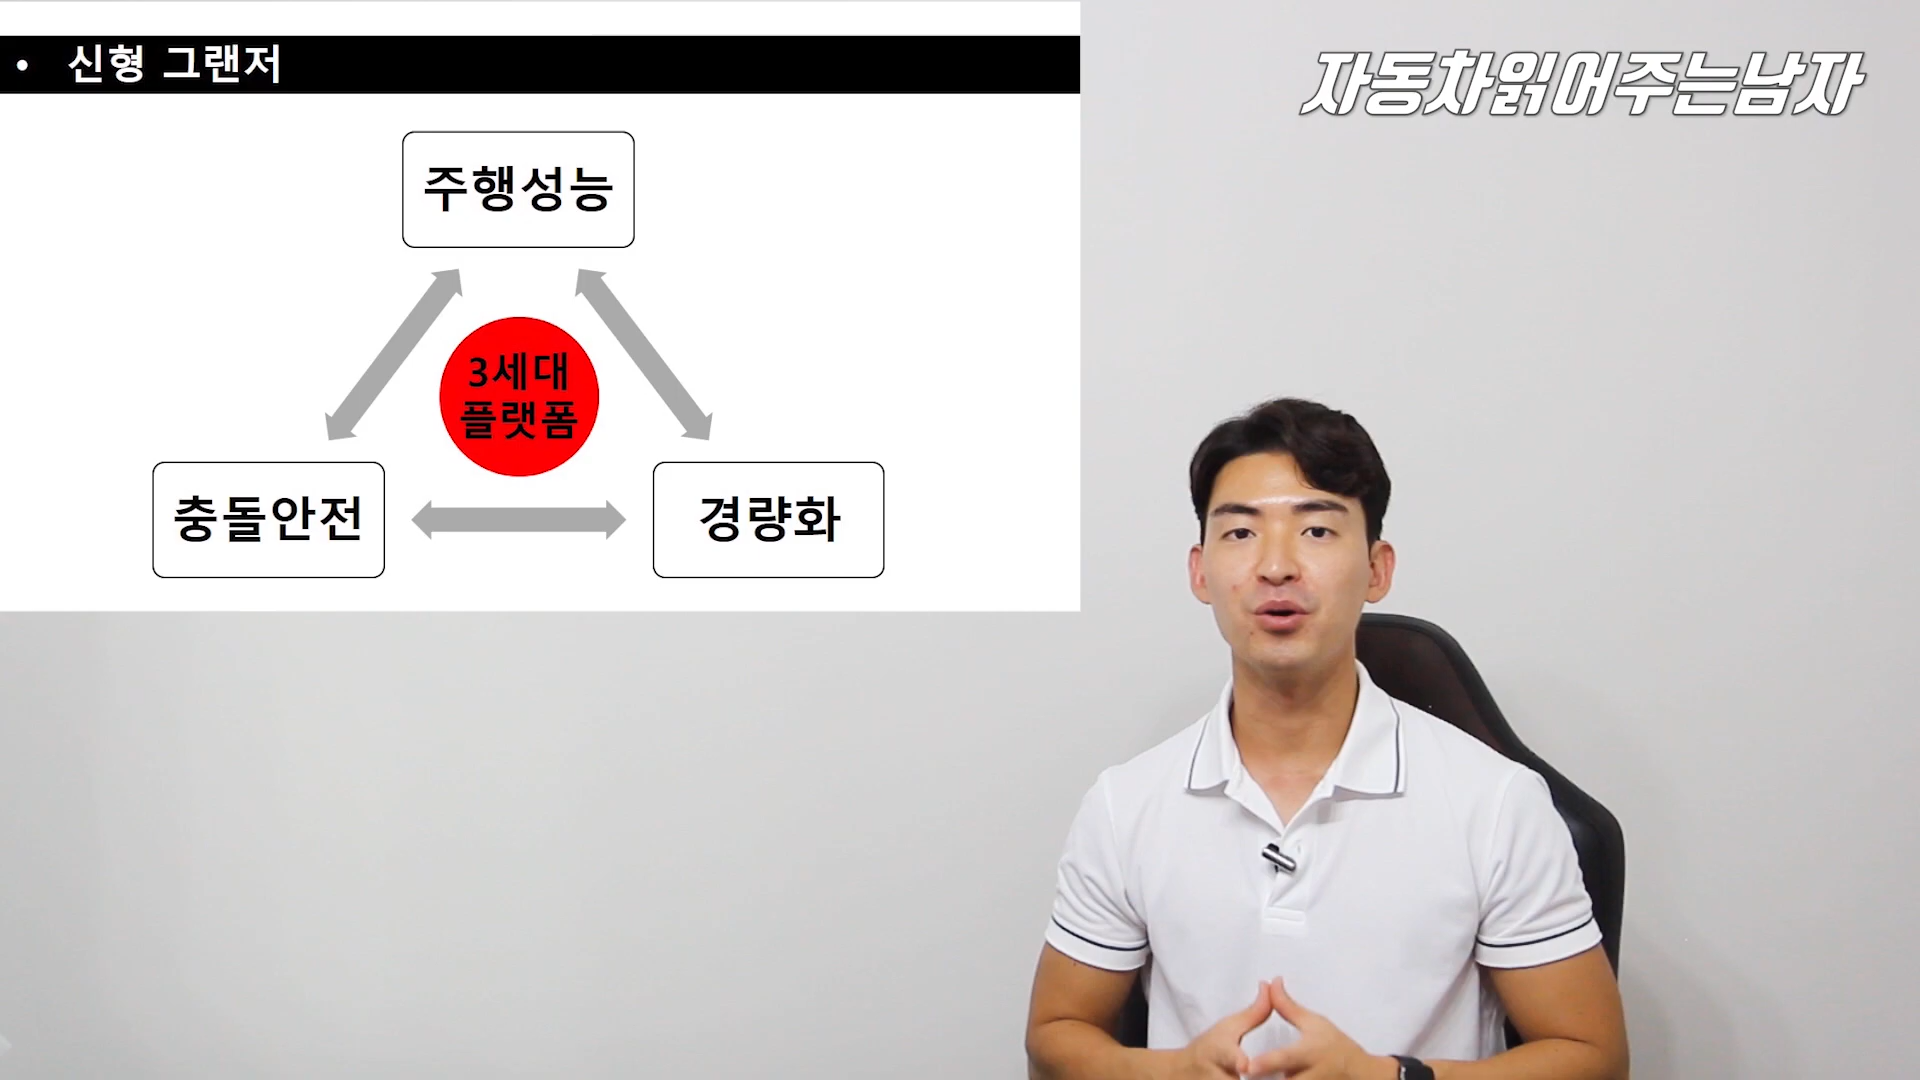 • 신형 그랜저
자동차읽어주는남자
주행성능
3세대
플랫폼
충돌안전
경량화